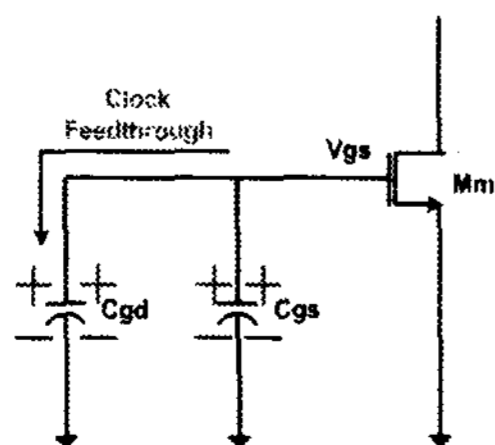 Clock
Feedthrough
Vgs
Mm
+ +
Cgd
+ +
Cgs